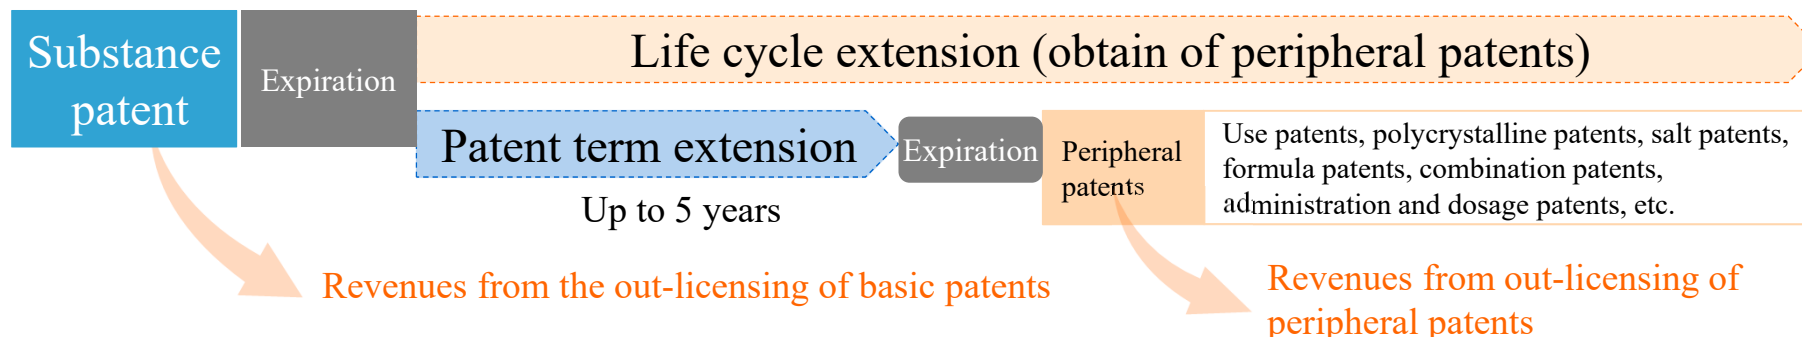 Substance
patent
Expiration
Life cycle extension (obtain of peripheral patents)
Patent term extension
Up to 5 years
Expiration
Peripheral
patents
Use patents, polycrystalline patents, salt patents,
formula patents, combination patents,
administration and dosage patents, etc.
Revenues from the out-licensing of basic patents
Revenues from out-licensing of
peripheral patents